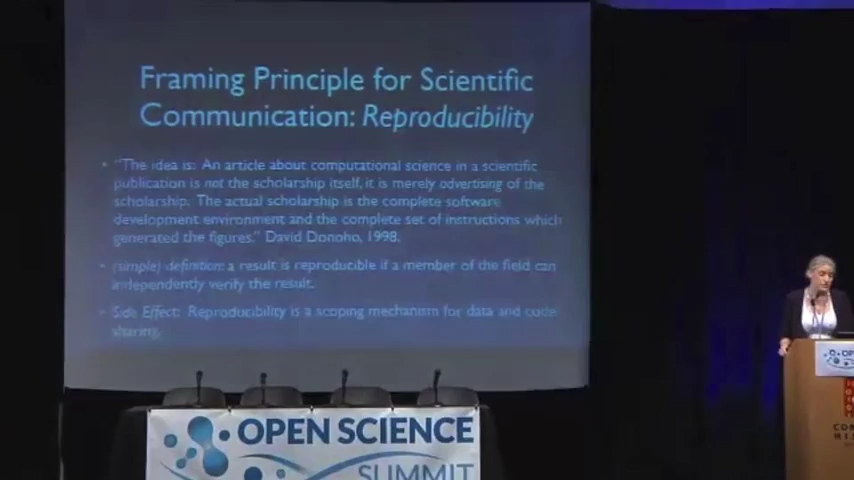 Framing Principle for Scientific
Communication: Reproducibility
• "The idea is: An article about computational science in a scientific
publication is not the scholarship itself, it is merely advertising of the
scholarship. The actual scholarship is the complete software
development environment and the complete set of instructions which
generated the figures." David Donoho, 1998.
• (simple) definition: a result is reproducible if a member of the field can
independently verify the result.
• Side Effect: Reproducibility is a scoping mechanism for data and code
sharing.
OPEN SCIENCE
SUMMIT